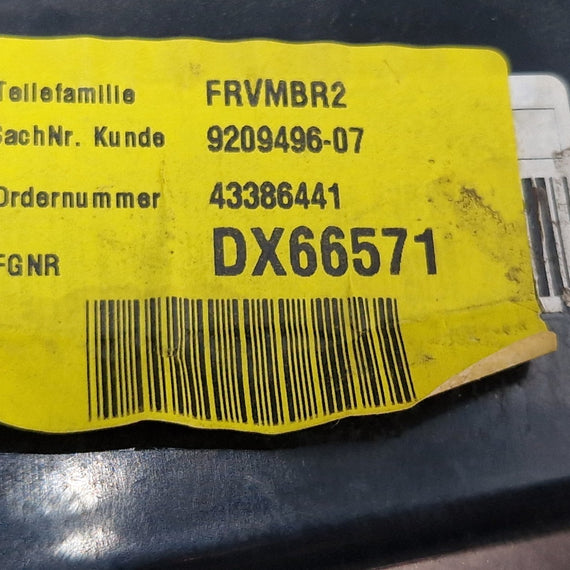 Teilefamilie FRVMBR2
SachNr. Kunde 9209496-07
Ordernummer 43386441
FGNR DX66571